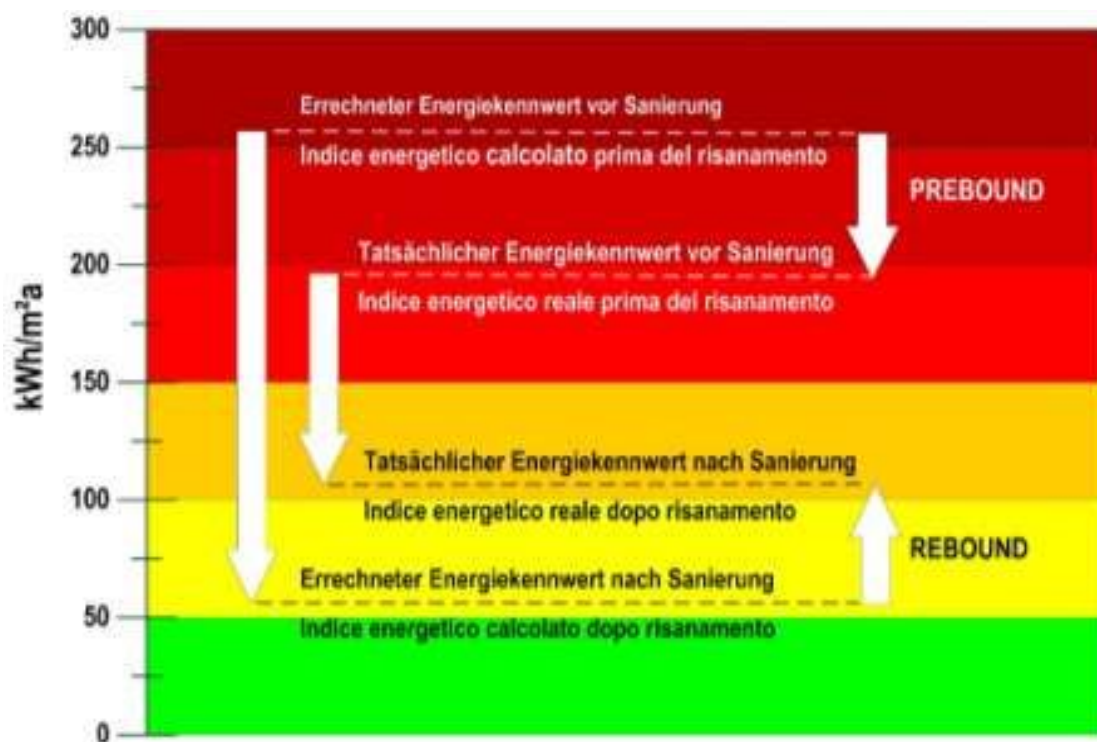 300
Errechneter Energiekennwert vor Sanierung
250
Indice energetico calcolato prima del risanamento
PREBOUND
Tatsächlicher Energiekennwert vor Sanierung
200
Indice energetico reale prima del risanamento
kWh/m²a
150
Tatsächlicher Energiekennwert nach Sanierung
100
Indice energetico reale dopo risanamento
REBOUND
Errechneter Energiekennwert nach Sanierung
50
Indice energetico calcolato dopo risanamento
0